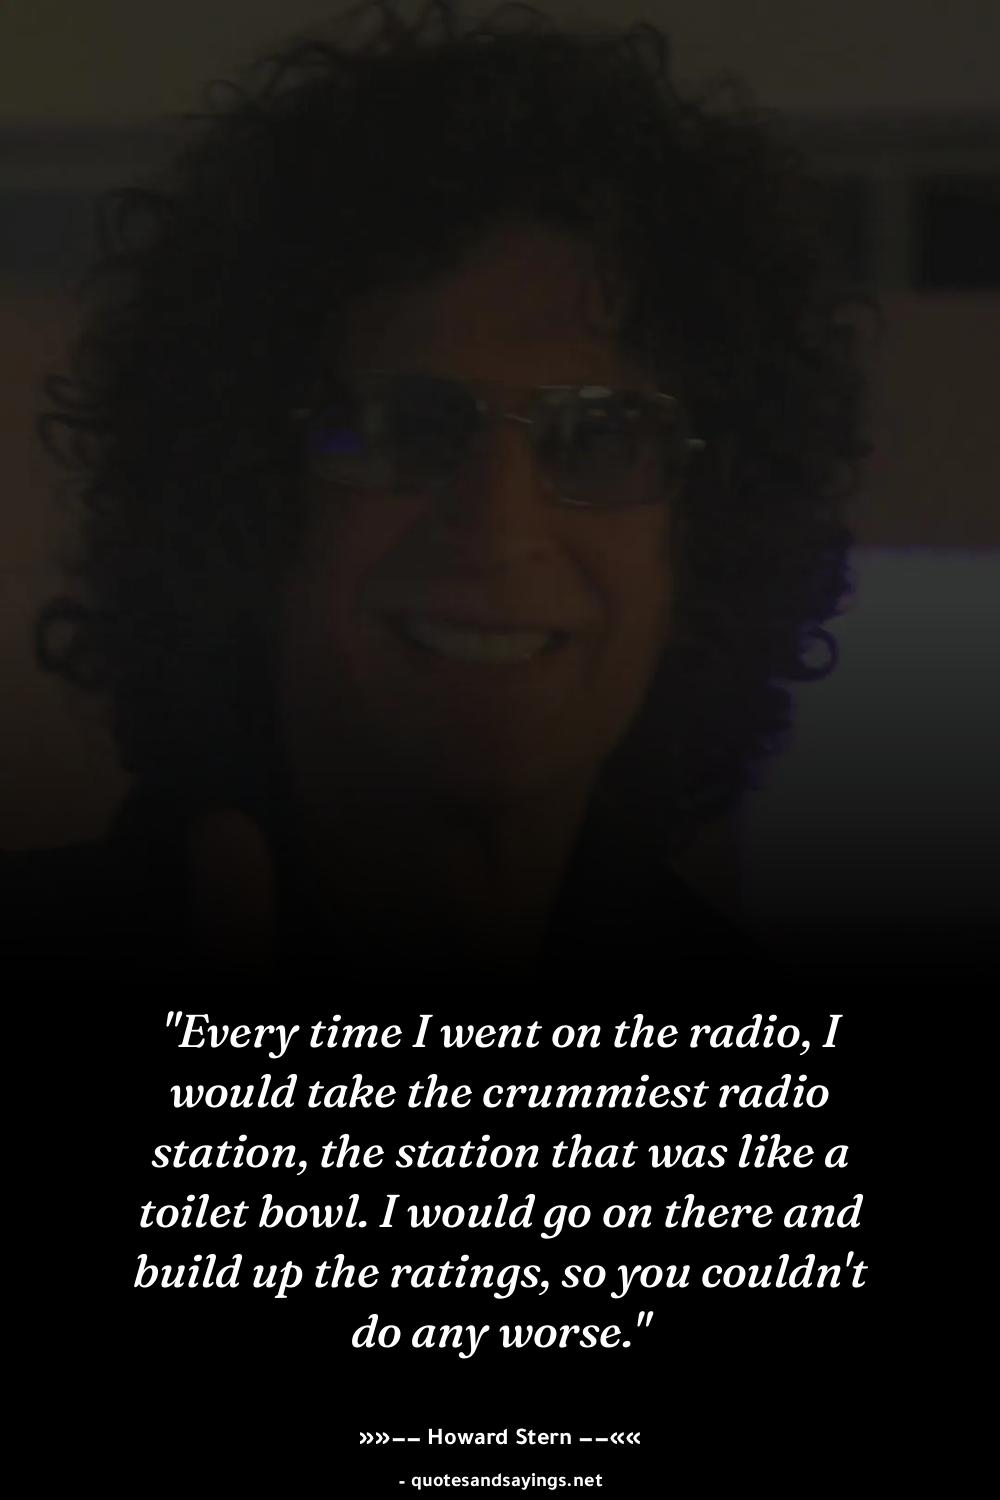 "Every time I went on the radio, I
would take the crummiest radio
station, the station that was like a
toilet bowl. I would go on there and
build up the ratings, so you couldn't
do any worse."
»»−− Howard Stern −−««
- quotesandsayings.net